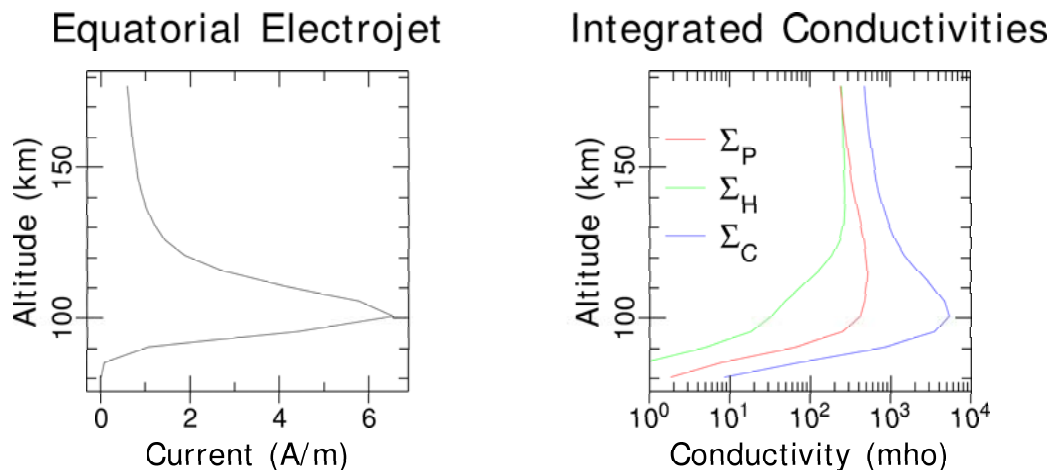 Equatorial Electrojet
Altitude (km)
150
100
0 2 4 6
Current (A/m)
Integrated Conductivities
Altitude (km)
150
100
Σ_P
Σ_H
Σ_C
10^0 10^1 10^2 10^3 10^4
Conductivity (mho)